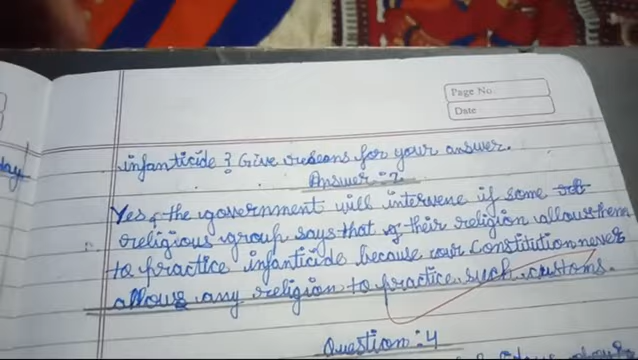 Page No.
Date
infanticide ? Give reasons for your answer.
Answer :-
Yes, the government will intervene if some
religious group says that if their religion allows them
to practice infanticide because our Constitution never
allows any religion to practice such customs.
Question : 4